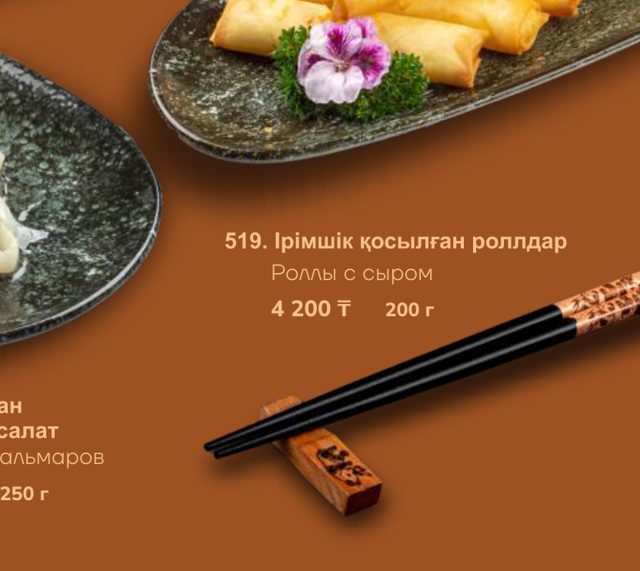 519. Ірімшік қосылған роллдар
Роллы с сыром
4 200 ₸ 200 г
ан
салат
альмаров
250 г